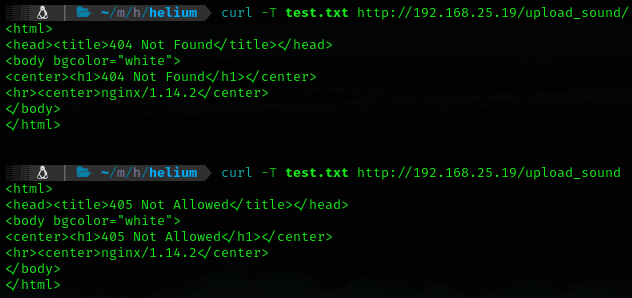 ~/m/h/helium curl -T test.txt http://192.168.25.19/upload_sound/
<html>
<head><title>404 Not Found</title></head>
<body bgcolor="white">
<center><h1>404 Not Found</h1></center>
<hr><center>nginx/1.14.2</center>
</body>
</html>
~/m/h/helium curl -T test.txt http://192.168.25.19/upload_sound
<html>
<head><title>405 Not Allowed</title></head>
<body bgcolor="white">
<center><h1>405 Not Allowed</h1></center>
<hr><center>nginx/1.14.2</center>
</body>
</html>